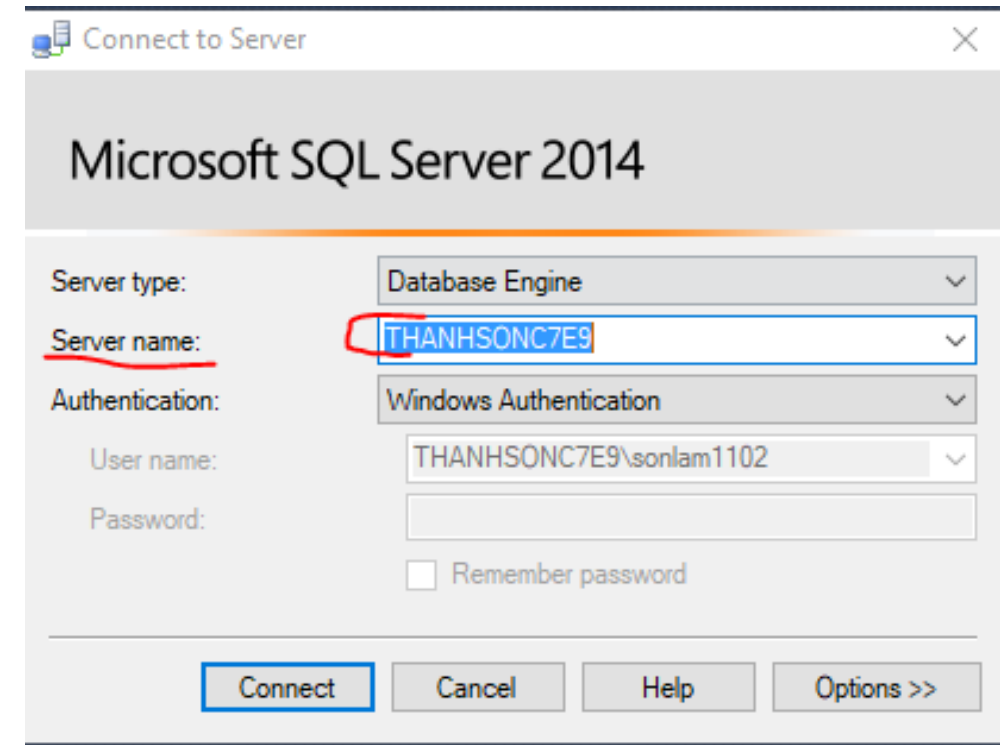 Connect to Server
Microsoft SQL Server 2014
Server type: Database Engine
Server name: THANHSONC7E9
Authentication: Windows Authentication
User name: THANHSONC7E9\sonlam1102
Password:
Remember password
Connect Cancel Help Options >>